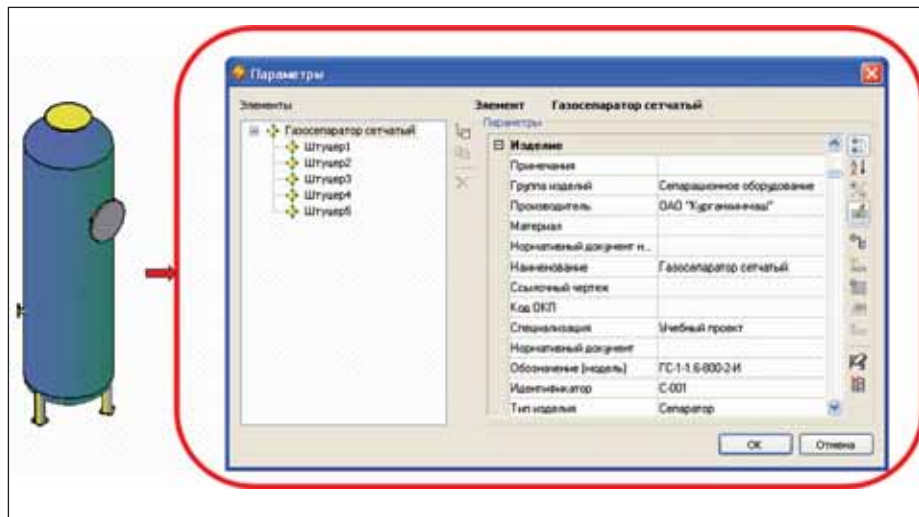 Параметры
Элементы
Газосепаратор сетчатый
Штуцер1
Штуцер2
Штуцер3
Штуцер4
Штуцер5
Элемент Газосепаратор сетчатый
Параметры
Изделие
Примечания
Группа изделий Сепарационное оборудование
Производитель ОАО "Курганхиммаш"
Материал
Нормативный документ н...
Наименование Газосепаратор сетчатый
Ссылочный чертеж
Код ОКП
Специализация Учебный проект
Нормативный документ
Обозначение (модель) ГС-1-1.6-800-2-И
Идентификатор С-001
Тип изделия Сепаратор
ОК Отмена